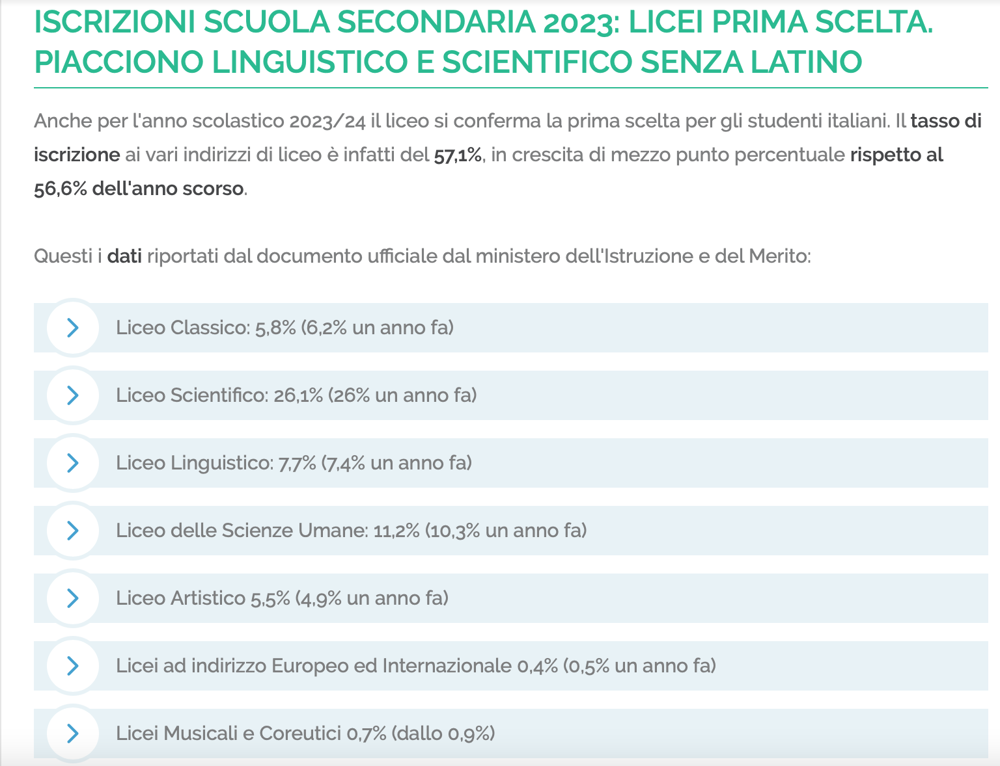 ISCRIZIONI SCUOLA SECONDARIA 2023: LICEI PRIMA SCELTA.
PIACCIONO LINGUISTICO E SCIENTIFICO SENZA LATINO
Anche per l'anno scolastico 2023/24 il liceo si conferma la prima scelta per gli studenti italiani. Il tasso di
iscrizione ai vari indirizzi di liceo è infatti del 57,1%, in crescita di mezzo punto percentuale rispetto al
56,6% dell'anno scorso.
Questi i dati riportati dal documento ufficiale dal ministero dell'Istruzione e del Merito:
Liceo Classico: 5,8% (6,2% un anno fa)
Liceo Scientifico: 26,1% (26% un anno fa)
Liceo Linguistico: 7,7% (7,4% un anno fa)
Liceo delle Scienze Umane: 11,2% (10,3% un anno fa)
Liceo Artistico 5,5% (4,9% un anno fa)
Licei ad indirizzo Europeo ed Internazionale 0,4% (0,5% un anno fa)
Licei Musicali e Coreutici 0,7% (dallo 0,9%)